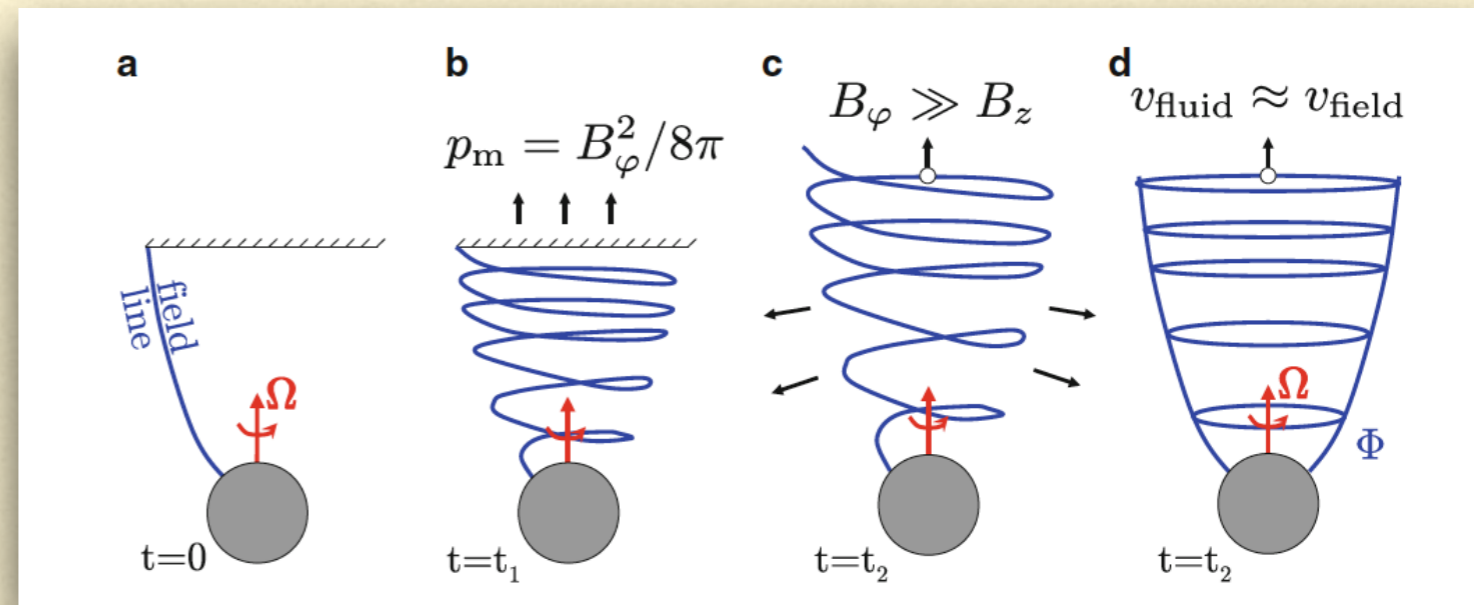 a
b
c
d
p_m = B_φ^2/8π
B_φ ≫ B_z
v_fluid ≈ v_field
field
line
Ω
Ω
Φ
t=0
t=t_1
t=t_2
t=t_2